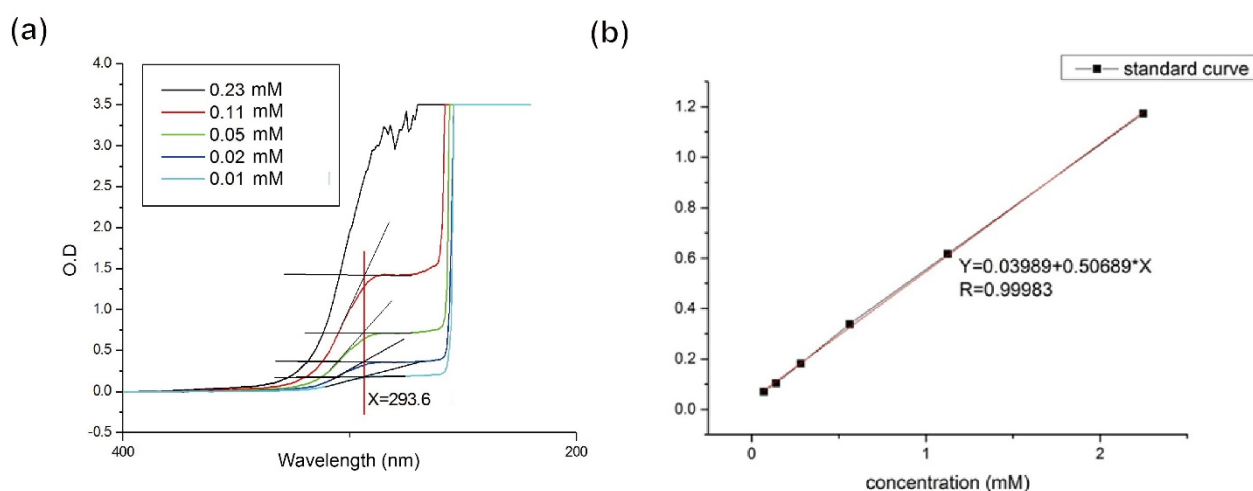 (a)
4.0
3.5
3.0
2.5
2.0
1.5
1.0
0.5
0.0
-0.5
O.D
0.23 mM
0.11 mM
0.05 mM
0.02 mM
0.01 mM
X=293.6
400
200
Wavelength (nm)
(b)
standard curve
1.2
1.0
0.8
0.6
0.4
0.2
0.0
Y=0.03989+0.50689*X
R=0.99983
0
1
2
concentration (mM)